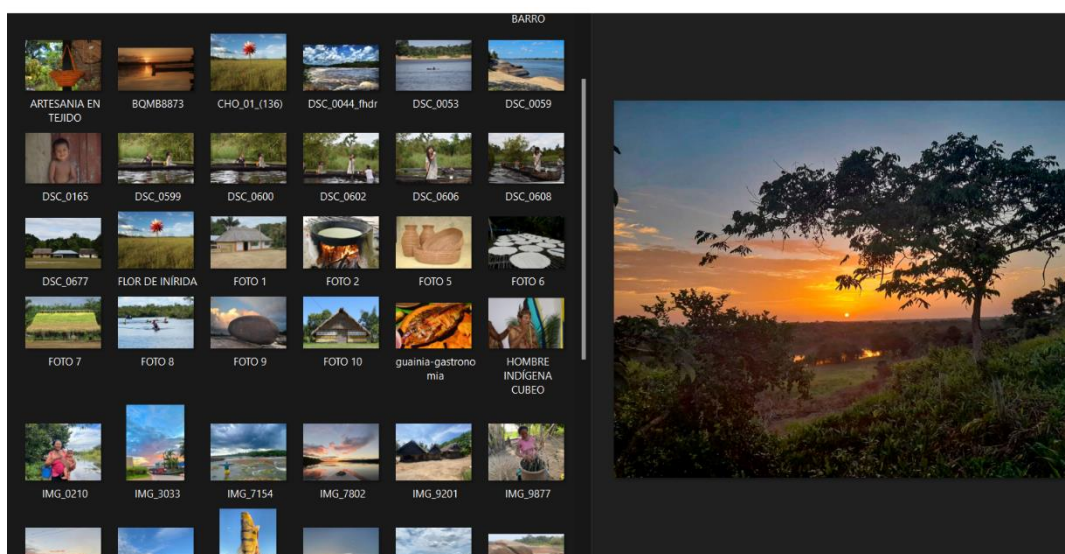 BARRO
ARTESANIA EN
TEJIDO
BQMB8873
CHO_01_(136)
DSC_0044_fhdr
DSC_0053
DSC_0059
DSC_0165
DSC_0599
DSC_0600
DSC_0602
DSC_0606
DSC_0608
DSC_0677
FLOR DE INÍRIDA
FOTO 1
FOTO 2
FOTO 5
FOTO 6
FOTO 7
FOTO 8
FOTO 9
FOTO 10
guainia-gastrono
mia
HOMBRE
INDÍGENA
CUBEO
IMG_0210
IMG_3033
IMG_7154
IMG_7802
IMG_9201
IMG_9877